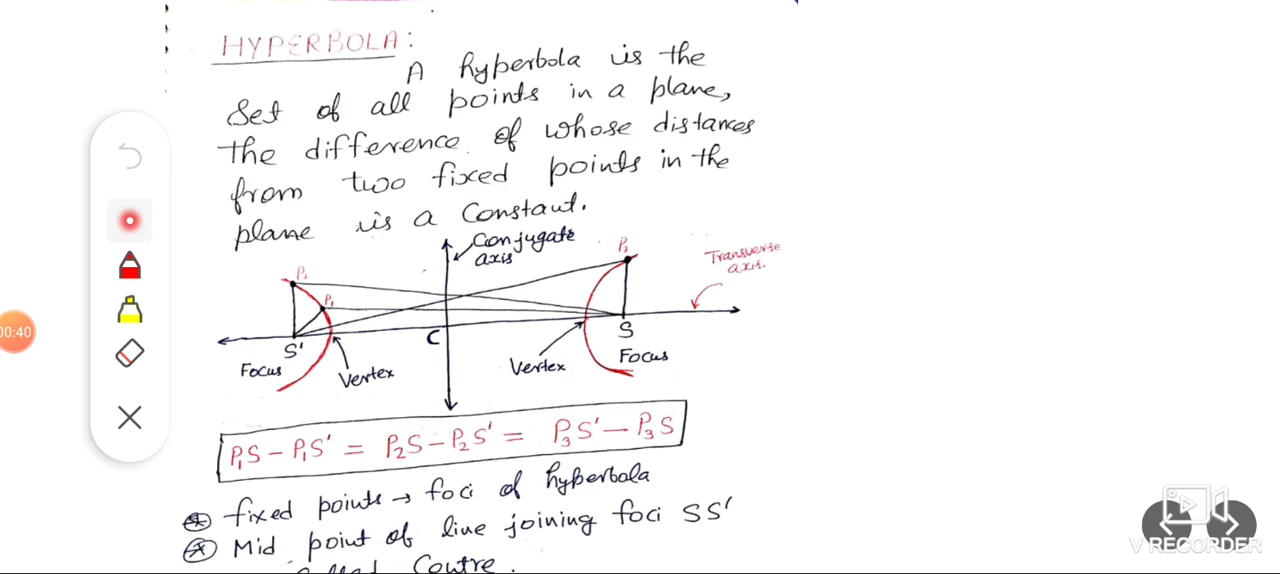 HYPERBOLA:
A hyperbola is the
set of all points in a plane,
the difference of whose distances
from two fixed points in the
plane is a constant.
Conjugate
axis
Transverse
axis.
P₁
C
S'
S
Focus
Vertex
Vertex
Focus
P₁S – P₁S' = P₂S – P₂S' = P₃S' – P₃S
fixed points → foci of hyperbola
Mid point of line joining foci SS'
called Centre.
00:40
V RECORDER